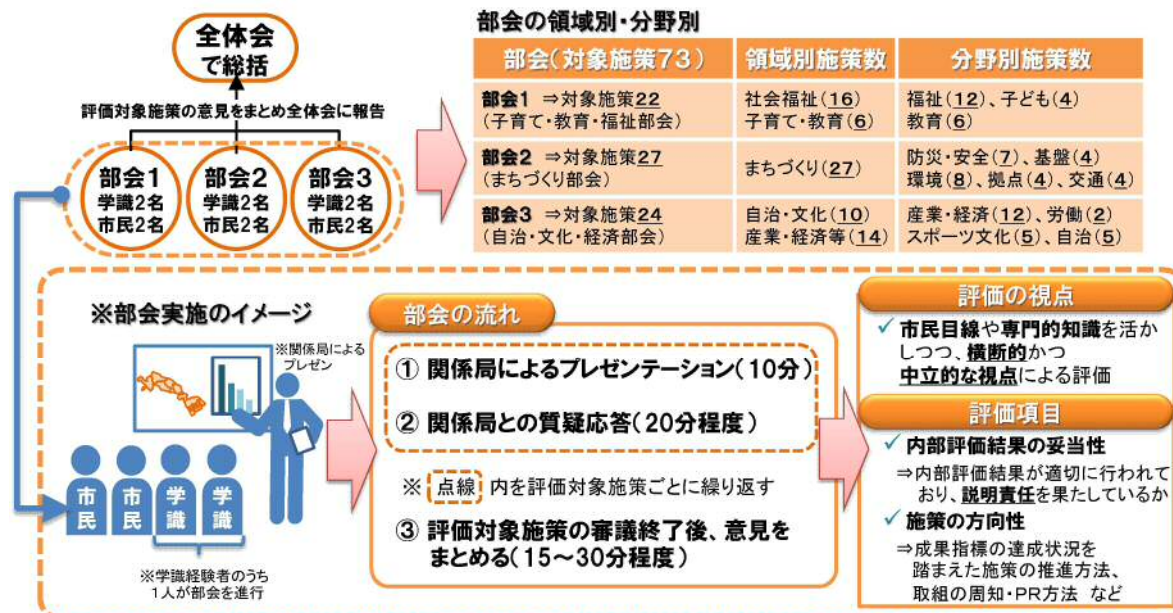 全体会
で総括
評価対象施策の意見をまとめ全体会に報告
部会1
学識2名
市民2名
部会2
学識2名
市民2名
部会3
学識2名
市民2名
部会の領域別・分野別
部会(対象施策73)
領域別施策数
分野別施策数
部会1 ⇒対象施策22
(子育て・教育・福祉部会)
社会福祉(16)
子育て・教育(6)
福祉(12)、子ども(4)
教育(6)
部会2 ⇒対象施策27
(まちづくり部会)
まちづくり(27)
防災・安全(7)、基盤(4)
環境(8)、拠点(4)、交通(4)
部会3 ⇒対象施策24
(自治・文化・経済部会)
自治・文化(10)
産業・経済等(14)
産業・経済(12)、労働(2)
スポーツ文化(5)、自治(5)
※部会実施のイメージ
※関係局による
プレゼン
市民
市民
学識
学識
※学識経験者のうち
1人が部会を進行
部会の流れ
① 関係局によるプレゼンテーション(10分)
② 関係局との質疑応答(20分程度)
※ 点線 内を評価対象施策ごとに繰り返す
③ 評価対象施策の審議終了後、意見を
まとめる(15~30分程度)
評価の視点
✓ 市民目線や専門的知識を活か
しつつ、横断的かつ
中立的な視点による評価
評価項目
✓ 内部評価結果の妥当性
⇒内部評価結果が適切に行われて
おり、説明責任を果たしているか
✓ 施策の方向性
⇒成果指標の達成状況を
踏まえた施策の推進方法、
取組の周知・PR方法 など